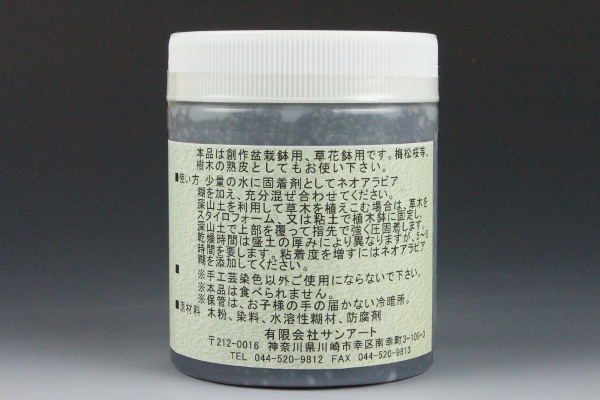 本品は創作盆栽鉢用、草花鉢用です。梅松桜等、
樹木の熟皮としてもお使い下さい。
■使い方 少量の水に固着剤としてネオアラビア
糊を加え、充分混ぜ合わせてください。
深山土を利用して草木を植えこむ場合は、草木を
スタイロフォーム、又は粘土で植木鉢に固定し、
深山土で上部を覆って指先で強く圧固着します。
乾燥時間は盛土の厚みにより異なりますが、5~6
時間を要します。粘着度を増すにはネオアラビア
糊を添加してください。
■ ※手工芸染色以外ご使用にならないで下さい。
※本品は食べられません。
※保管は、お子様の手の届かない冷暗所。
■原材料 木粉、染料、水溶性糊材、防腐剤
有限会社サンアート
〒212-0016 神奈川県川崎市幸区南幸町3-109-3
TEL 044-520-9812 FAX 044-520-9813